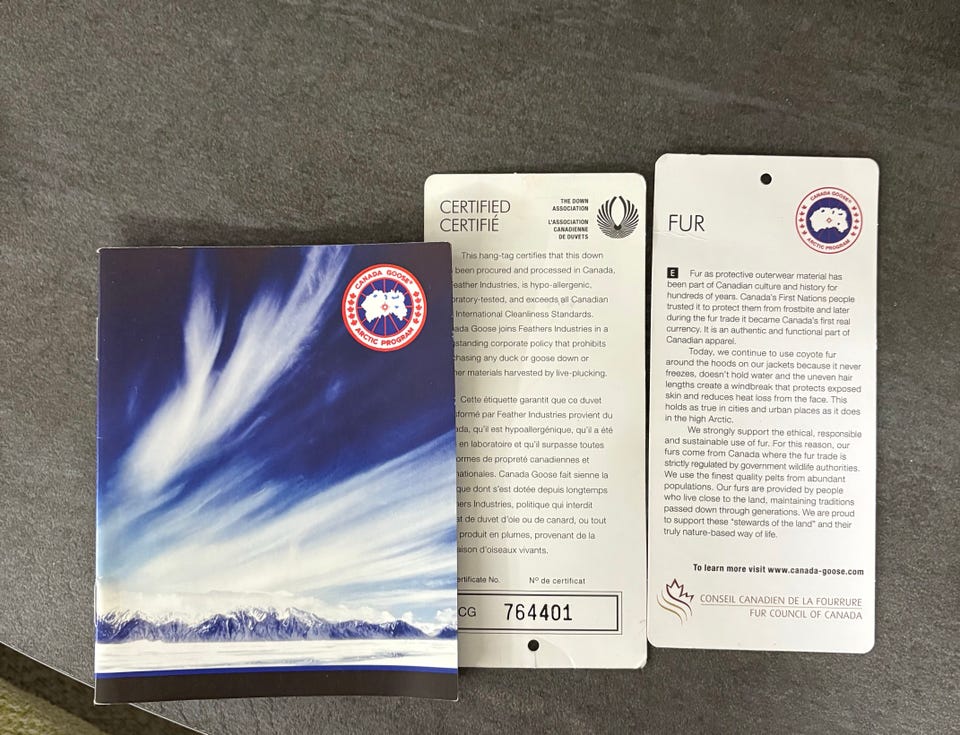 CANADA GOOSE®
ARCTIC PROGRAM
CERTIFIED
CERTIFIÉ
THE DOWN
ASSOCIATION
L'ASSOCIATION
CANADIENNE
DE DUVETS
This hang-tag certifies that this down
been procured and processed in Canada,
eather Industries, is hypo-allergenic,
ratory-tested, and exceeds all Canadian
International Cleanliness Standards.
ada Goose joins Feathers Industries in a
standing corporate policy that prohibits
chasing any duck or goose down or
her materials harvested by live-plucking.
Cette étiquette garantit que ce duvet
sformé par Feather Industries provient du
da, qu'il est hypoallergénique, qu'il a été
en laboratoire et qu'il surpasse toutes
ormes de propreté canadiennes et
nationales. Canada Goose fait sienne la
que dont s'est dotée depuis longtemps
ers Industries, politique qui interdit
at de duvet d'oie ou de canard, ou tout
produit en plumes, provenant de la
aison d'oiseaux vivants.
ertificate No. Nº de certificat
CG 764401
FUR
CANADA GOOSE®
ARCTIC PROGRAM
E Fur as protective outerwear material has
been part of Canadian culture and history for
hundreds of years. Canada's First Nations people
trusted it to protect them from frostbite and later
during the fur trade it became Canada's first real
currency. It is an authentic and functional part of
Canadian apparel.
Today, we continue to use coyote fur
around the hoods on our jackets because it never
freezes, doesn't hold water and the uneven hair
lengths create a windbreak that protects exposed
skin and reduces heat loss from the face. This
holds as true in cities and urban places as it does
in the high Arctic.
We strongly support the ethical, responsible
and sustainable use of fur. For this reason, our
furs come from Canada where the fur trade is
strictly regulated by government wildlife authorities.
We use the finest quality pelts from abundant
populations. Our furs are provided by people
who live close to the land, maintaining traditions
passed down through generations. We are proud
to support these "stewards of the land" and their
truly nature-based way of life.
To learn more visit www.canada-goose.com
CONSEIL CANADIEN DE LA FOURRURE
FUR COUNCIL OF CANADA